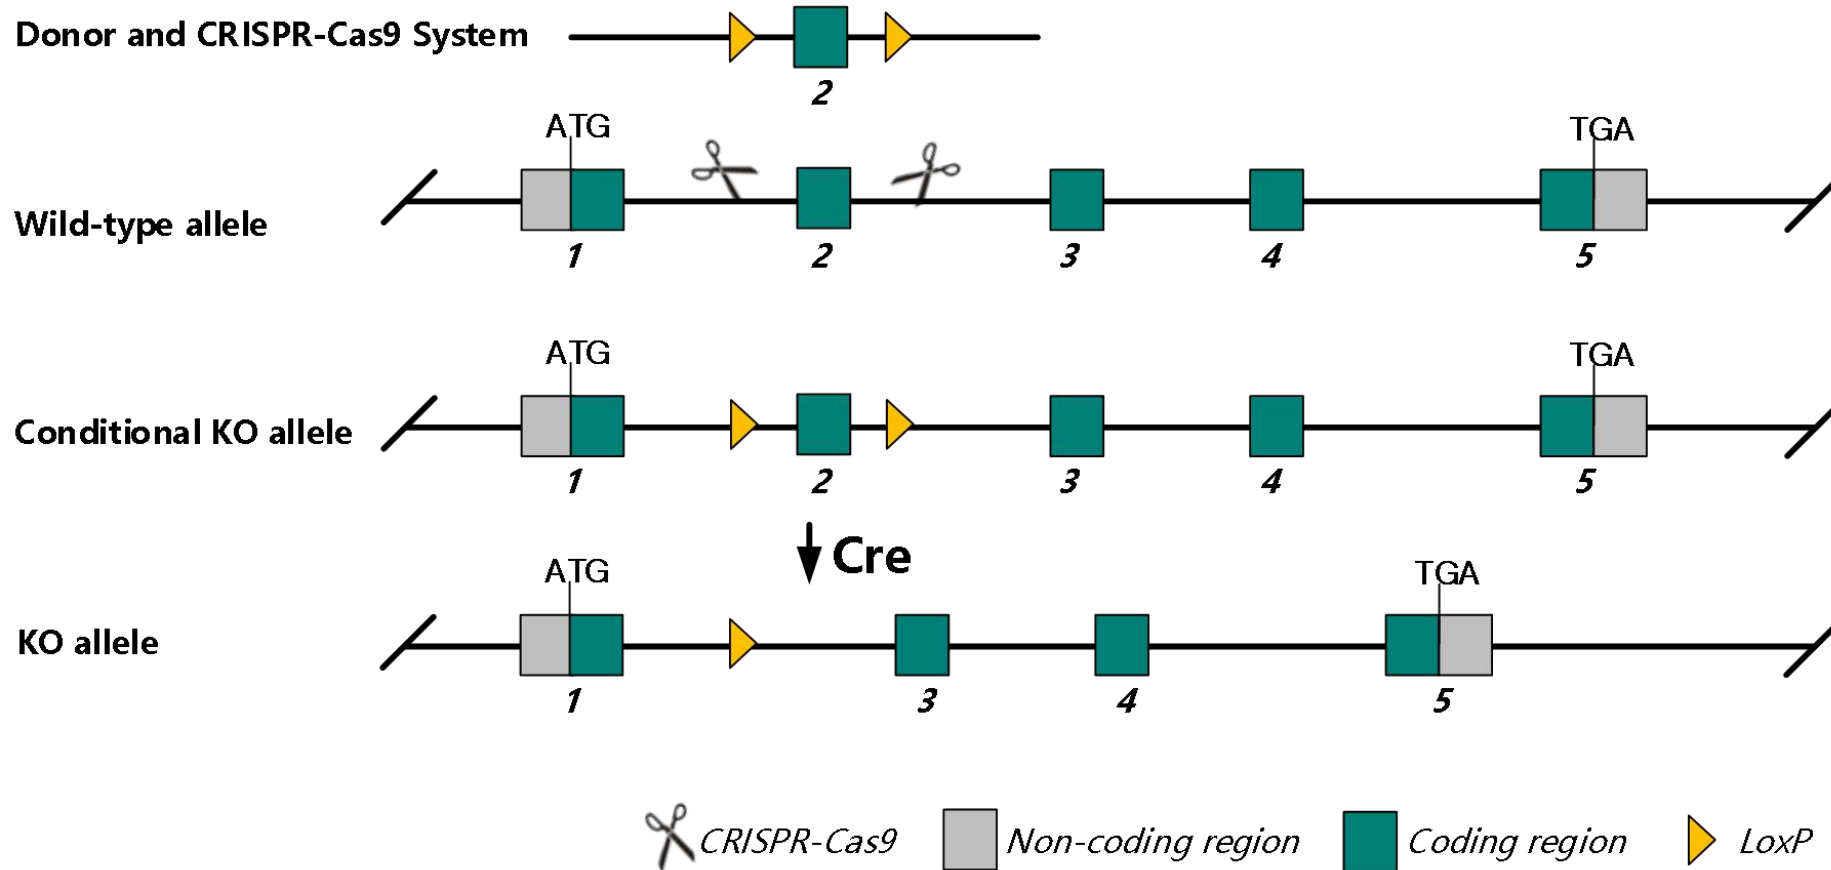 Donor and CRISPR-Cas9 System
2
ATG
TGA
Wild-type allele
1
2
3
4
5
ATG
TGA
Conditional KO allele
1
2
3
4
5
Cre
ATG
TGA
KO allele
1
3
4
5
CRISPR-Cas9
Non-coding region
Coding region
LoxP